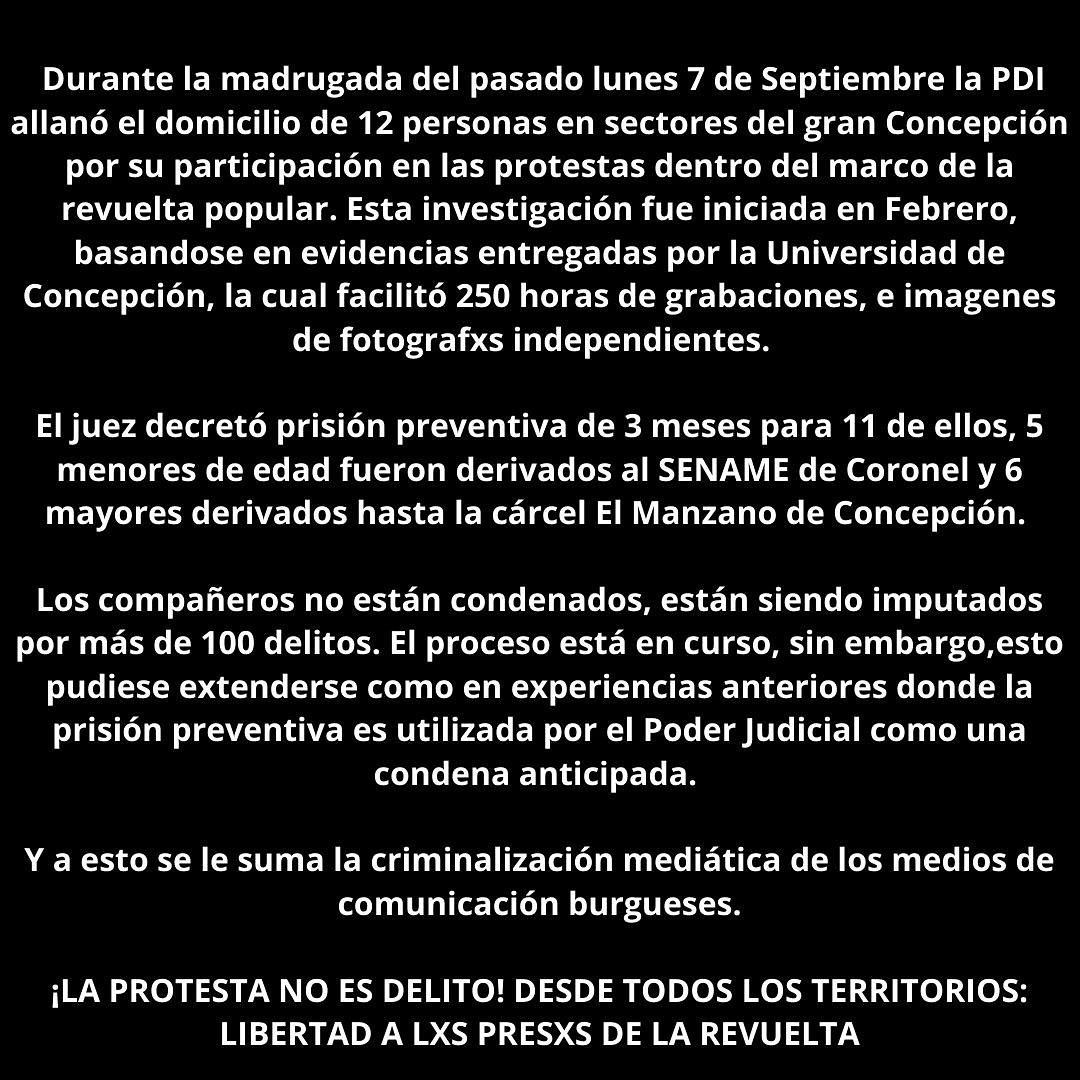 Durante la madrugada del pasado lunes 7 de Septiembre la PDI
allanó el domicilio de 12 personas en sectores del gran Concepción
por su participación en las protestas dentro del marco de la
revuelta popular. Esta investigación fue iniciada en Febrero,
basandose en evidencias entregadas por la Universidad de
Concepción, la cual facilitó 250 horas de grabaciones, e imagenes
de fotografxs independientes.
El juez decretó prisión preventiva de 3 meses para 11 de ellos, 5
menores de edad fueron derivados al SENAME de Coronel y 6
mayores derivados hasta la cárcel El Manzano de Concepción.
Los compañeros no están condenados, están siendo imputados
por más de 100 delitos. El proceso está en curso, sin embargo,esto
pudiese extenderse como en experiencias anteriores donde la
prisión preventiva es utilizada por el Poder Judicial como una
condena anticipada.
Y a esto se le suma la criminalización mediática de los medios de
comunicación burgueses.
¡LA PROTESTA NO ES DELITO! DESDE TODOS LOS TERRITORIOS:
LIBERTAD A LXS PRESXS DE LA REVUELTA